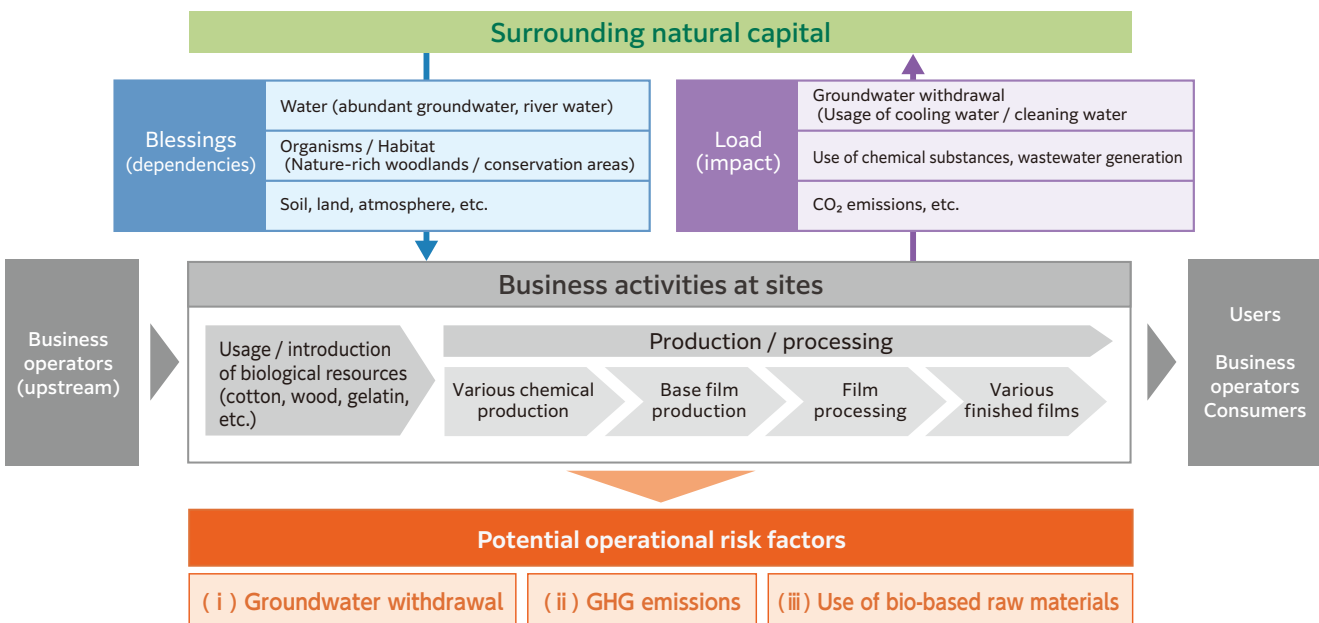 Surrounding natural capital
Blessings
(dependencies)
Water (abundant groundwater, river water)
Organisms / Habitat
(Nature-rich woodlands / conservation areas)
Soil, land, atmosphere, etc.
Load
(impact)
Groundwater withdrawal
(Usage of cooling water / cleaning water
Use of chemical substances, wastewater generation
CO₂ emissions, etc.
Business
operators
(upstream)
Business activities at sites
Usage / introduction
of biological resources
(cotton, wood, gelatin,
etc.)
Production / processing
Various chemical
production
Base film
production
Film
processing
Various
finished films
Users
Business
operators
Consumers
Potential operational risk factors
(ⅰ) Groundwater withdrawal
(ⅱ) GHG emissions
(ⅲ) Use of bio-based raw materials